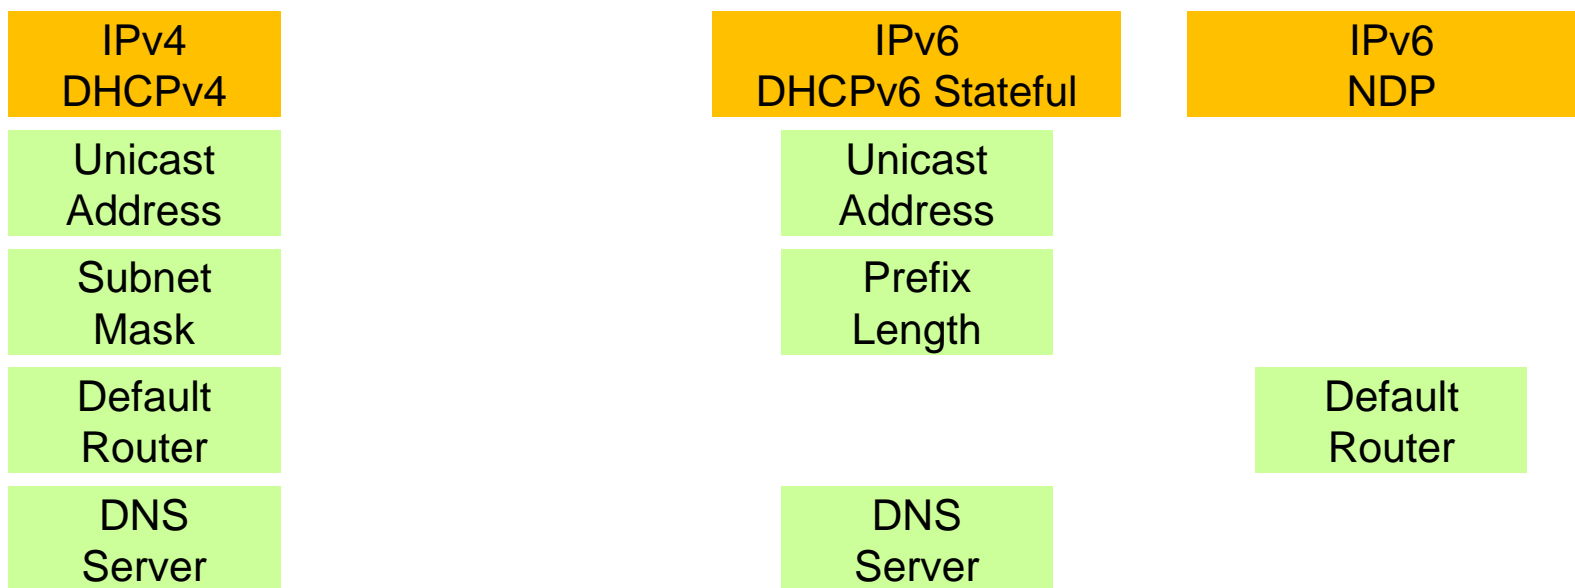 IPv4
DHCPv4
IPv6
DHCPv6 Stateful
IPv6
NDP
Unicast
Address
Unicast
Address
Subnet
Mask
Prefix
Length
Default
Router
Default
Router
DNS
Server
DNS
Server